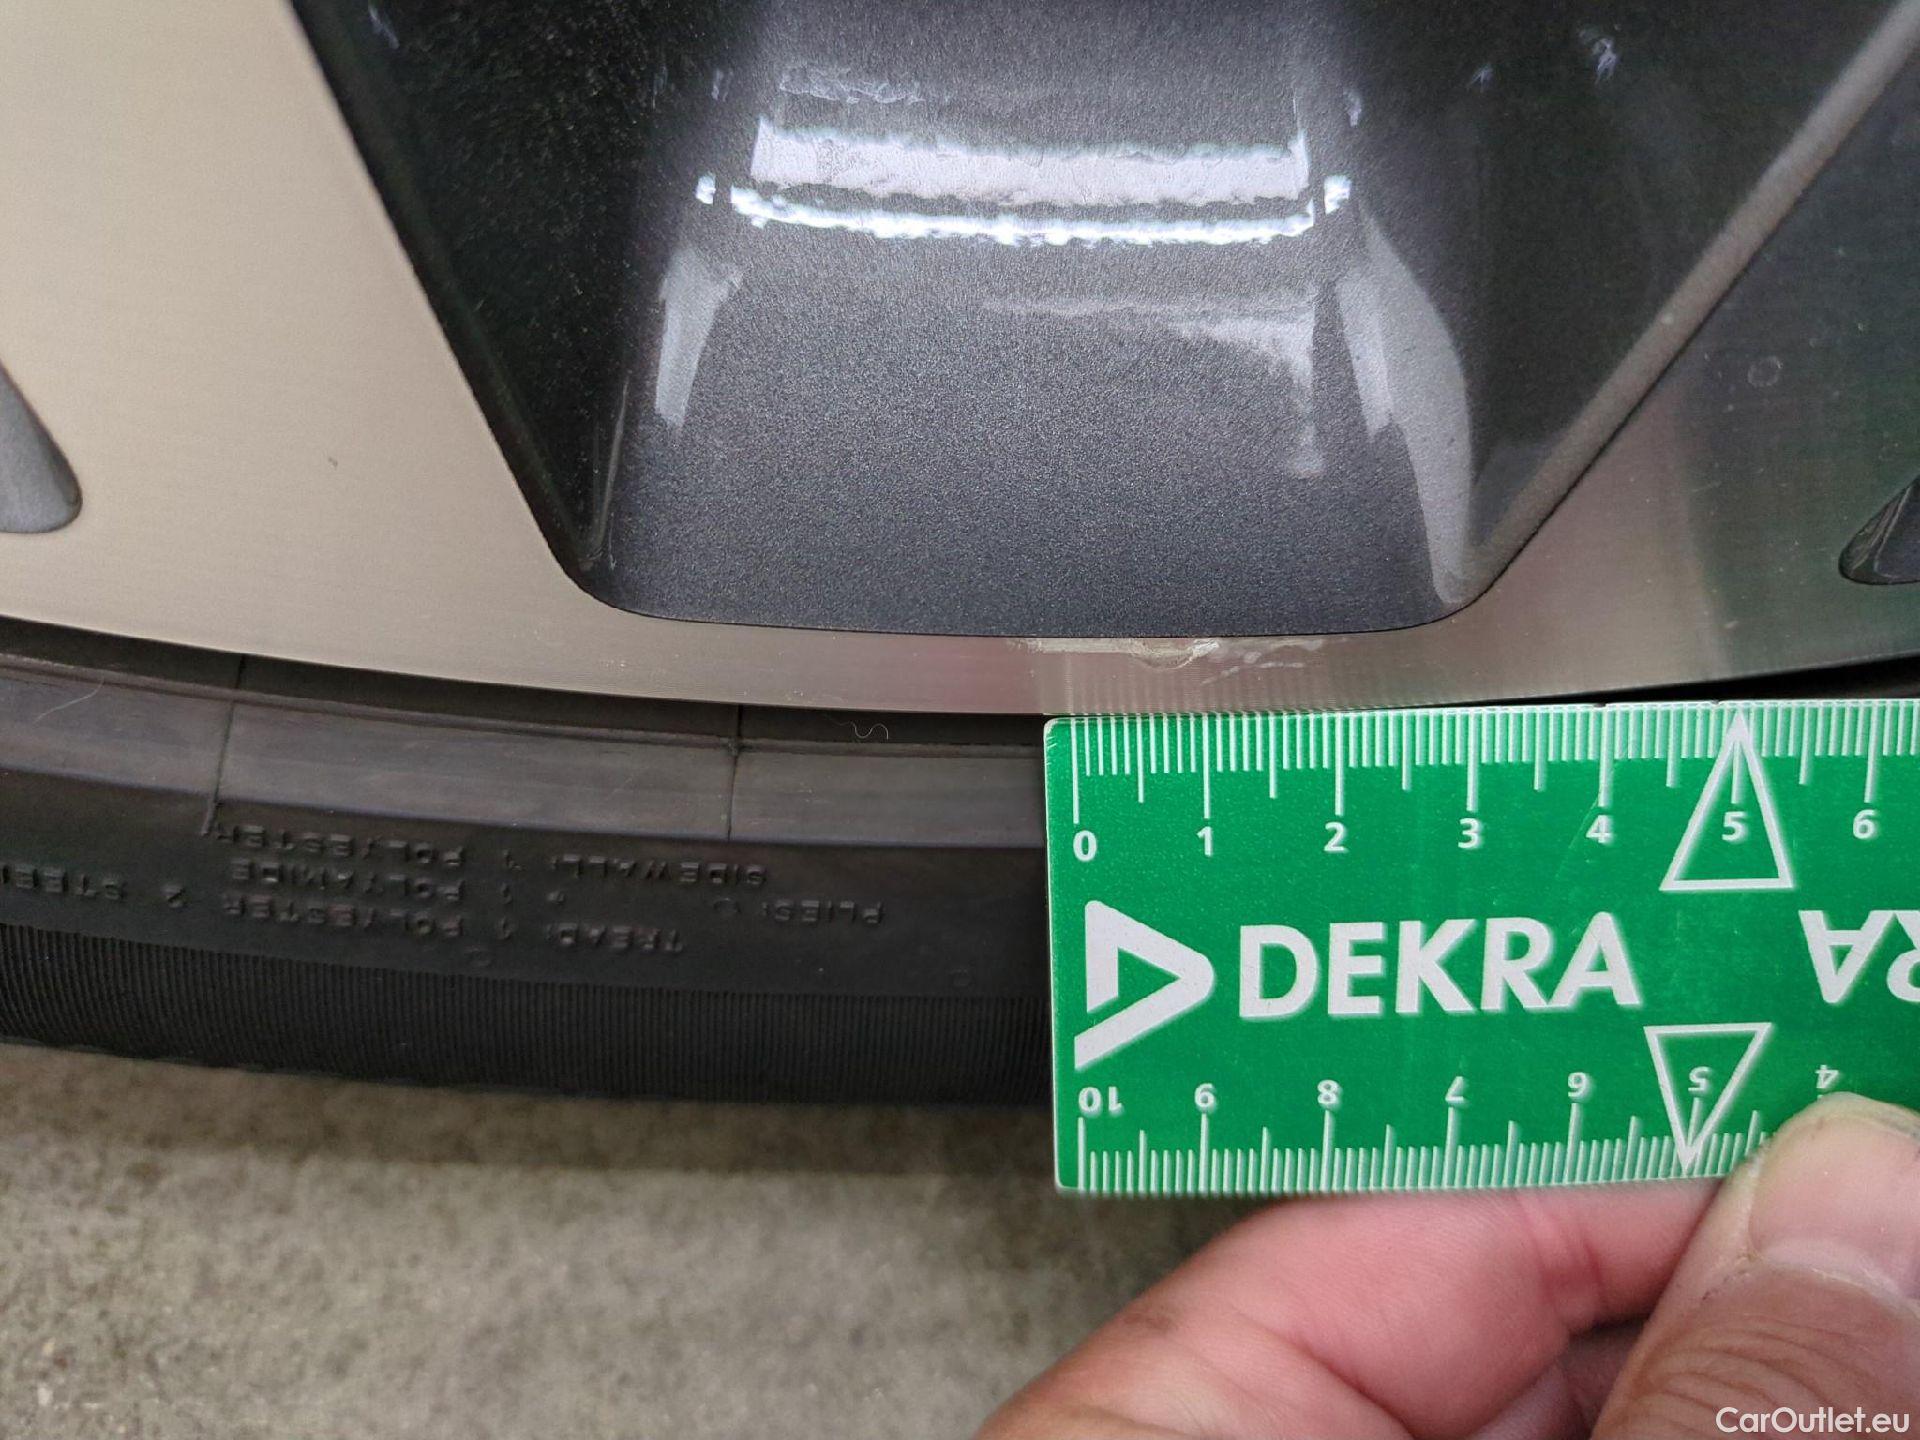 SIDEWALL: 1 POLYESTER
PLIES:
TREAD: 1 POLYESTER 2 STEEL
1 POLYAMIDE
0 1 2 3 4 5 6
DEKRA
10 9 8 7 6 5 4
CarOutlet.eu